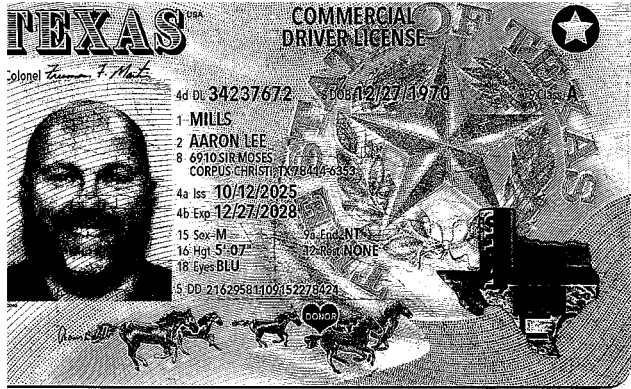 TEXAS USA
COMMERCIAL
DRIVER LICENSE
Colonel
4d DL 34237672 DOB 12/27/1970 Class A
1 MILLS
2 AARON LEE
8 6910 SIR MOSES
CORPUS CHRISTI, TX 78414-6353
4a Iss 10/12/2025
4b Exp 12/27/2028
15 Sex M 9a End NT
16 Hgt 5'-07" 12 Rest NONE
18 Eyes BLU
5 DD 21629581109152278424
DONOR